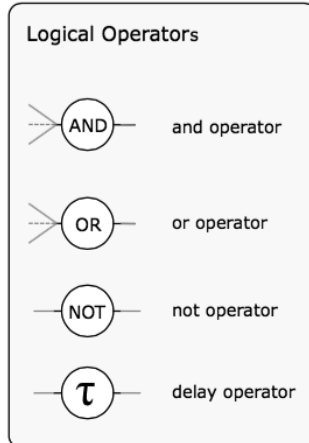 Logical Operators
AND and operator
OR or operator
NOT not operator
τ delay operator